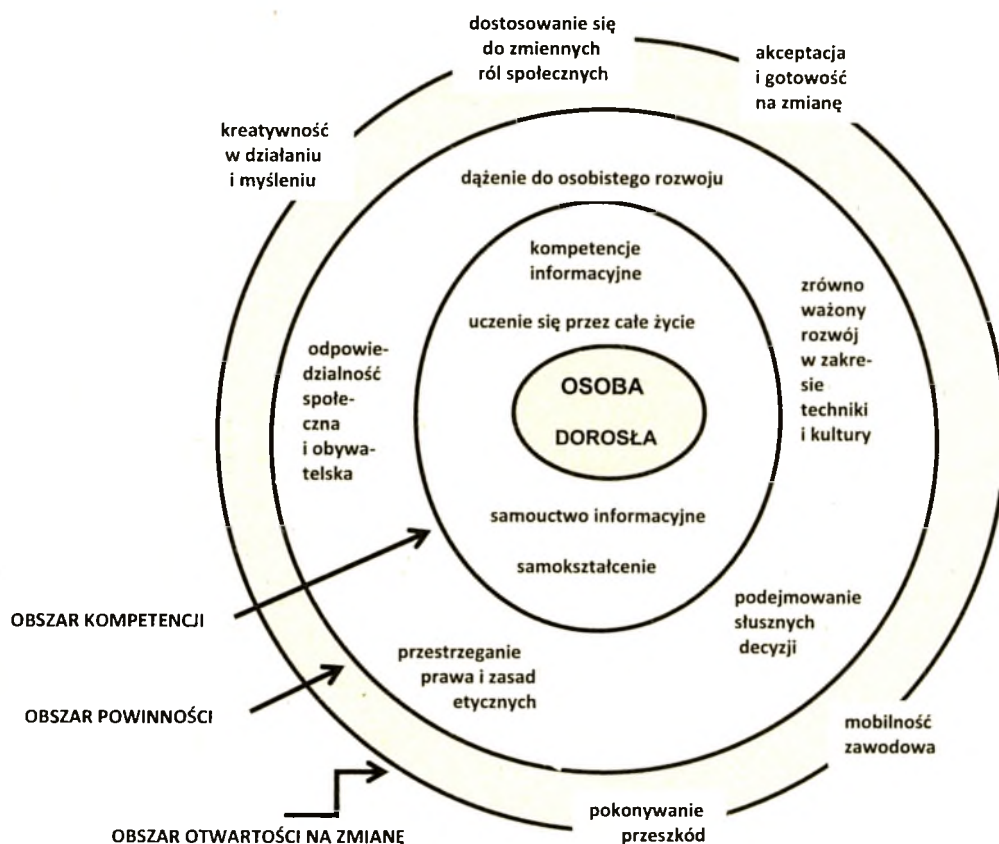 dostosowanie się
do zmiennych
ról społecznych
akceptacja
i gotowość
na zmianę
kreatywność
w działaniu
i myśleniu
dążenie do osobistego rozwoju
kompetencje
informacyjne
uczenie się przez całe życie
zrówno
ważony
rozwój
w zakre-
sie
techniki
i kultury
odpowie-
dzialność
społe-
czna
i obywa-
telska
OSOBA
DOROSŁA
samouctwo informacyjne
samokształcenie
OBSZAR KOMPETENCJI
podejmowanie
słusznych
decyzji
przestrzeganie
prawa i zasad
etycznych
OBSZAR POWINNOŚCI
mobilność
zawodowa
pokonywanie
przeszkód
OBSZAR OTWARTOŚCI NA ZMIANĘ